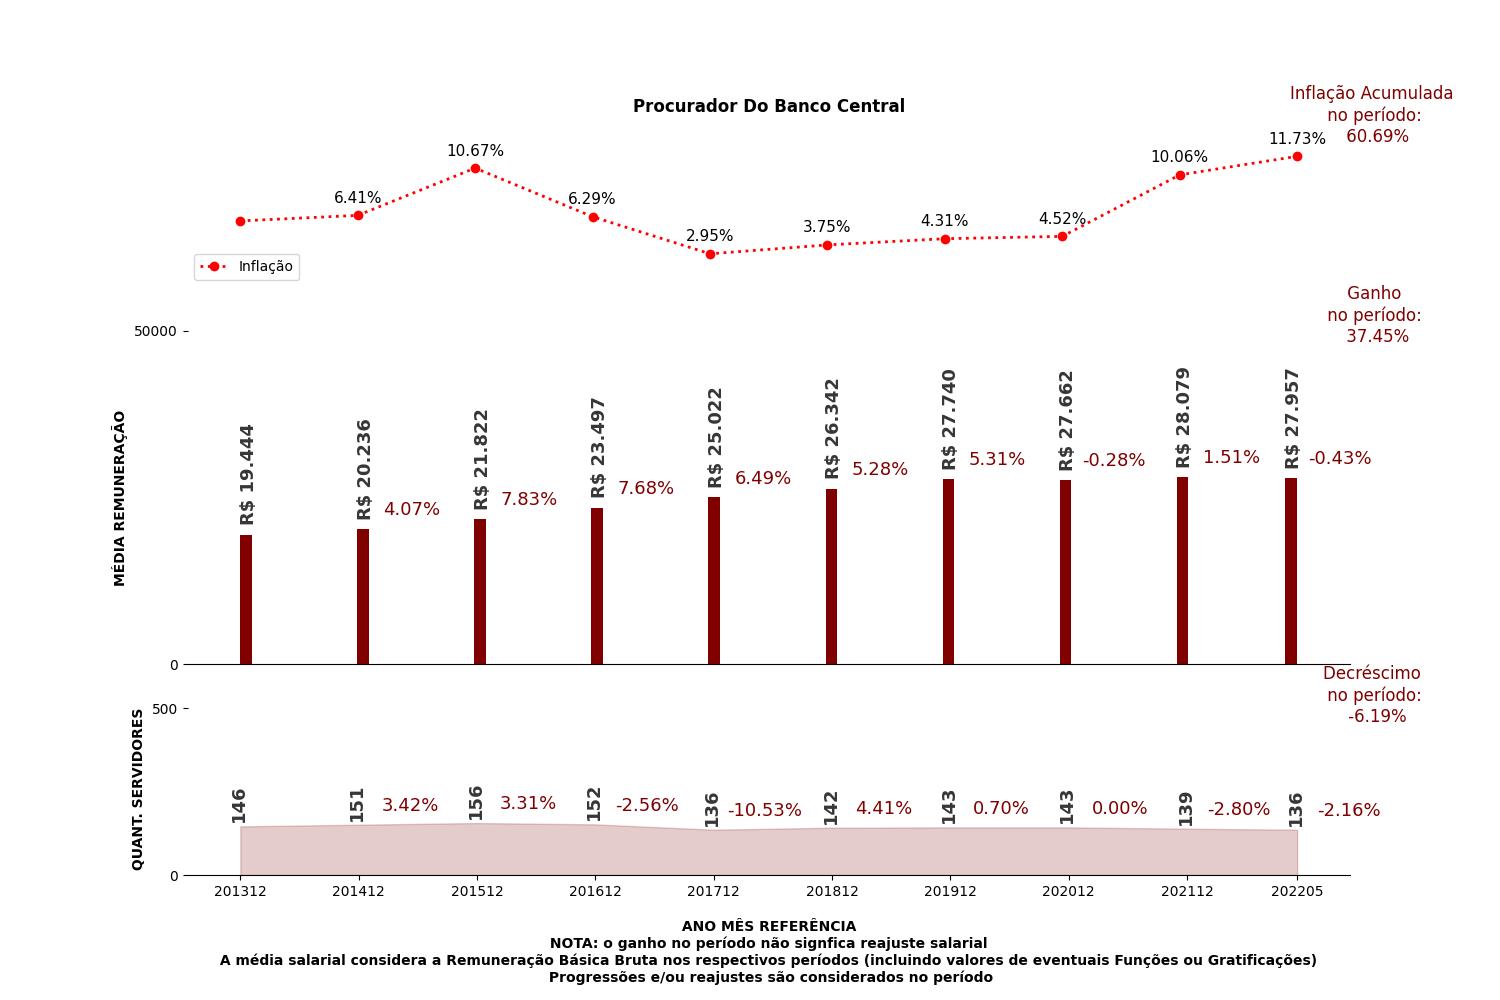 Procurador Do Banco Central
Inflação Acumulada
no período:
60.69%
6.41%
10.67%
6.29%
2.95%
3.75%
4.31%
4.52%
10.06%
11.73%
Inflação
Ganho
no período:
37.45%
MÉDIA REMUNERAÇÃO
50000
0
R$ 19.444
R$ 20.236
4.07%
R$ 21.822
7.83%
R$ 23.497
7.68%
R$ 25.022
6.49%
R$ 26.342
5.28%
R$ 27.740
5.31%
R$ 27.662
-0.28%
R$ 28.079
1.51%
R$ 27.957
-0.43%
Decréscimo
no período:
-6.19%
QUANT. SERVIDORES
500
0
146
151
3.42%
156
3.31%
152
-2.56%
136
-10.53%
142
4.41%
143
0.70%
143
0.00%
139
-2.80%
136
-2.16%
201312
201412
201512
201612
201712
201812
201912
202012
202112
202205
ANO MÊS REFERÊNCIA
NOTA: o ganho no período não signfica reajuste salarial
A média salarial considera a Remuneração Básica Bruta nos respectivos períodos (incluindo valores de eventuais Funções ou Gratificações)
Progressões e/ou reajustes são considerados no período